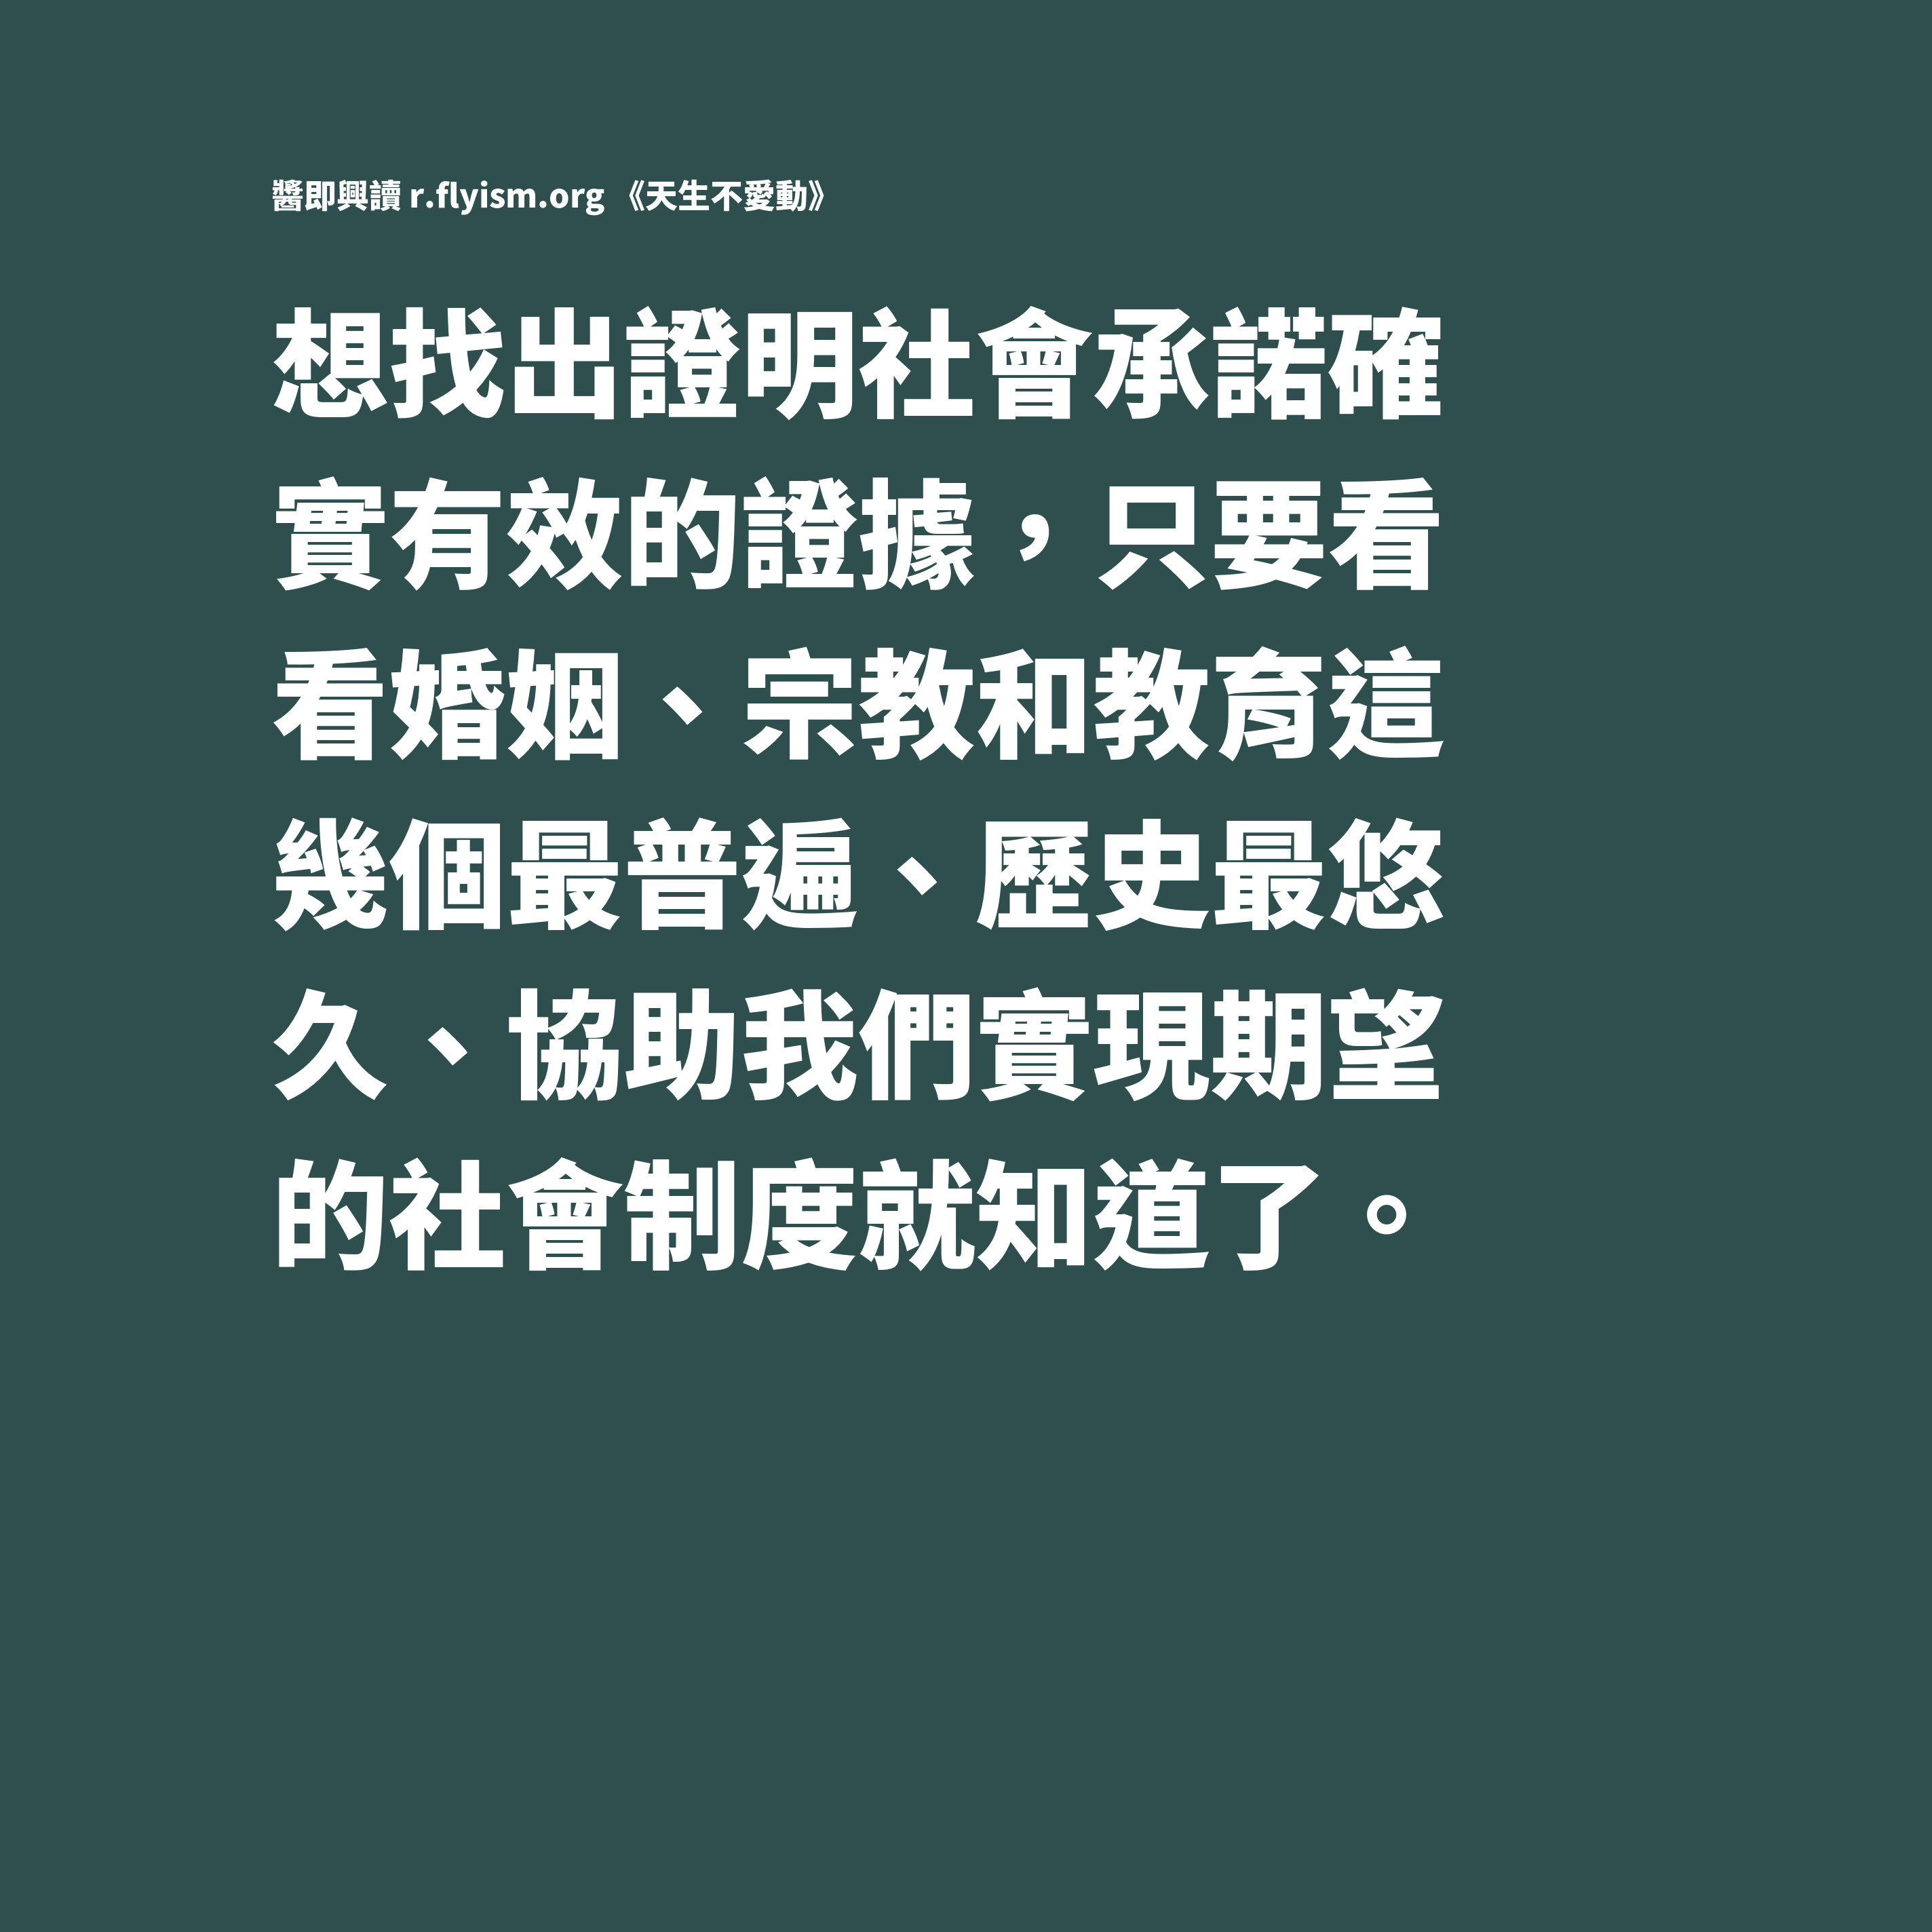 醫聊興讀 r.flyism.org 《天生不愛動》
想找出證明社會承諾確
實有效的證據，只要看
看婚姻、宗教和教育這
幾個最普遍、歷史最悠
久、協助我們實現期望
的社會制度就知道了。